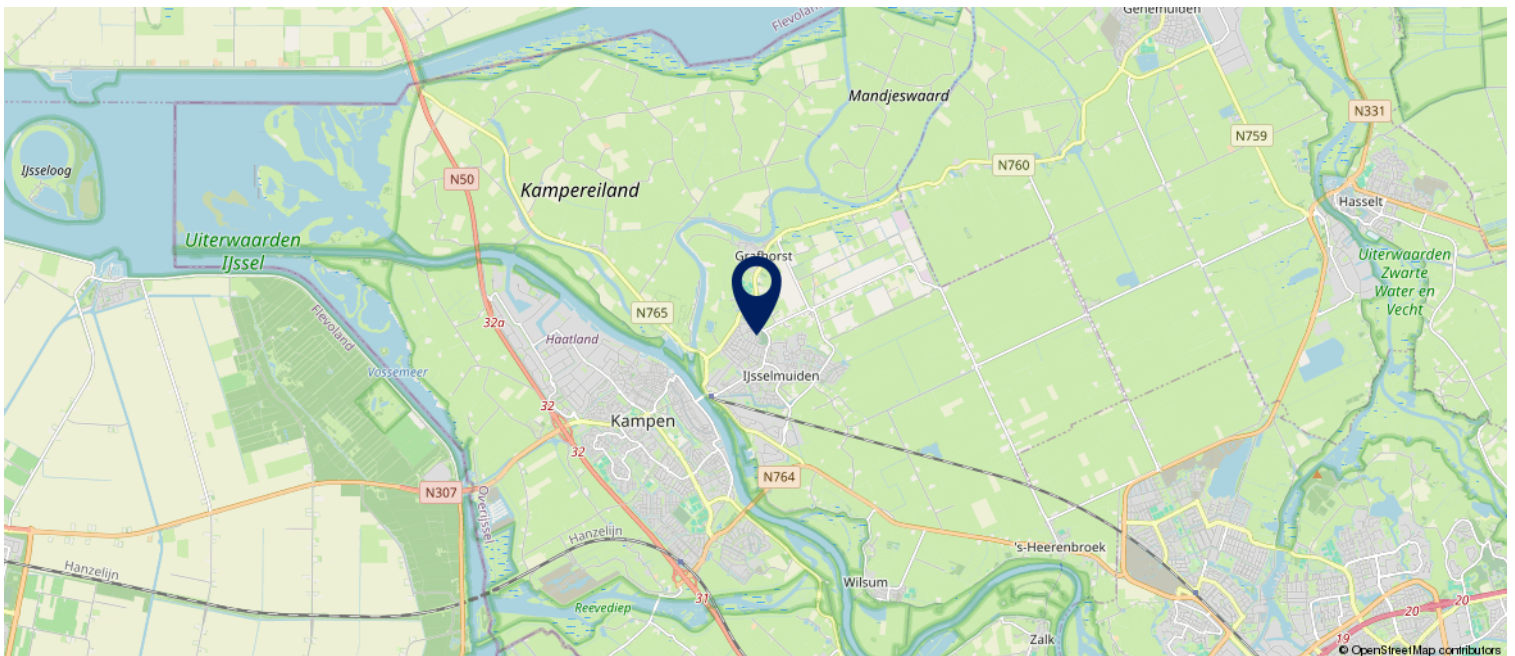 Genemuiden
Flevoland
Mandjeswaard
N331
N759
IJsseloog
N50
N760
Kampereiland
Hasselt
Uiterwaarden
IJssel
Grafhorst
Uiterwaarden
Zwarte
Water en
Vecht
Flevoland
N765
32a
Haatland
Vossemeer
IJsselmuiden
32
Kampen
32
N764
N307
Overijssel
Hanzelijn
's-Heerenbroek
Hanzelijn
Wilsum
31
Reevediep
20
20
Zalk
19
© OpenStreetMap contributors